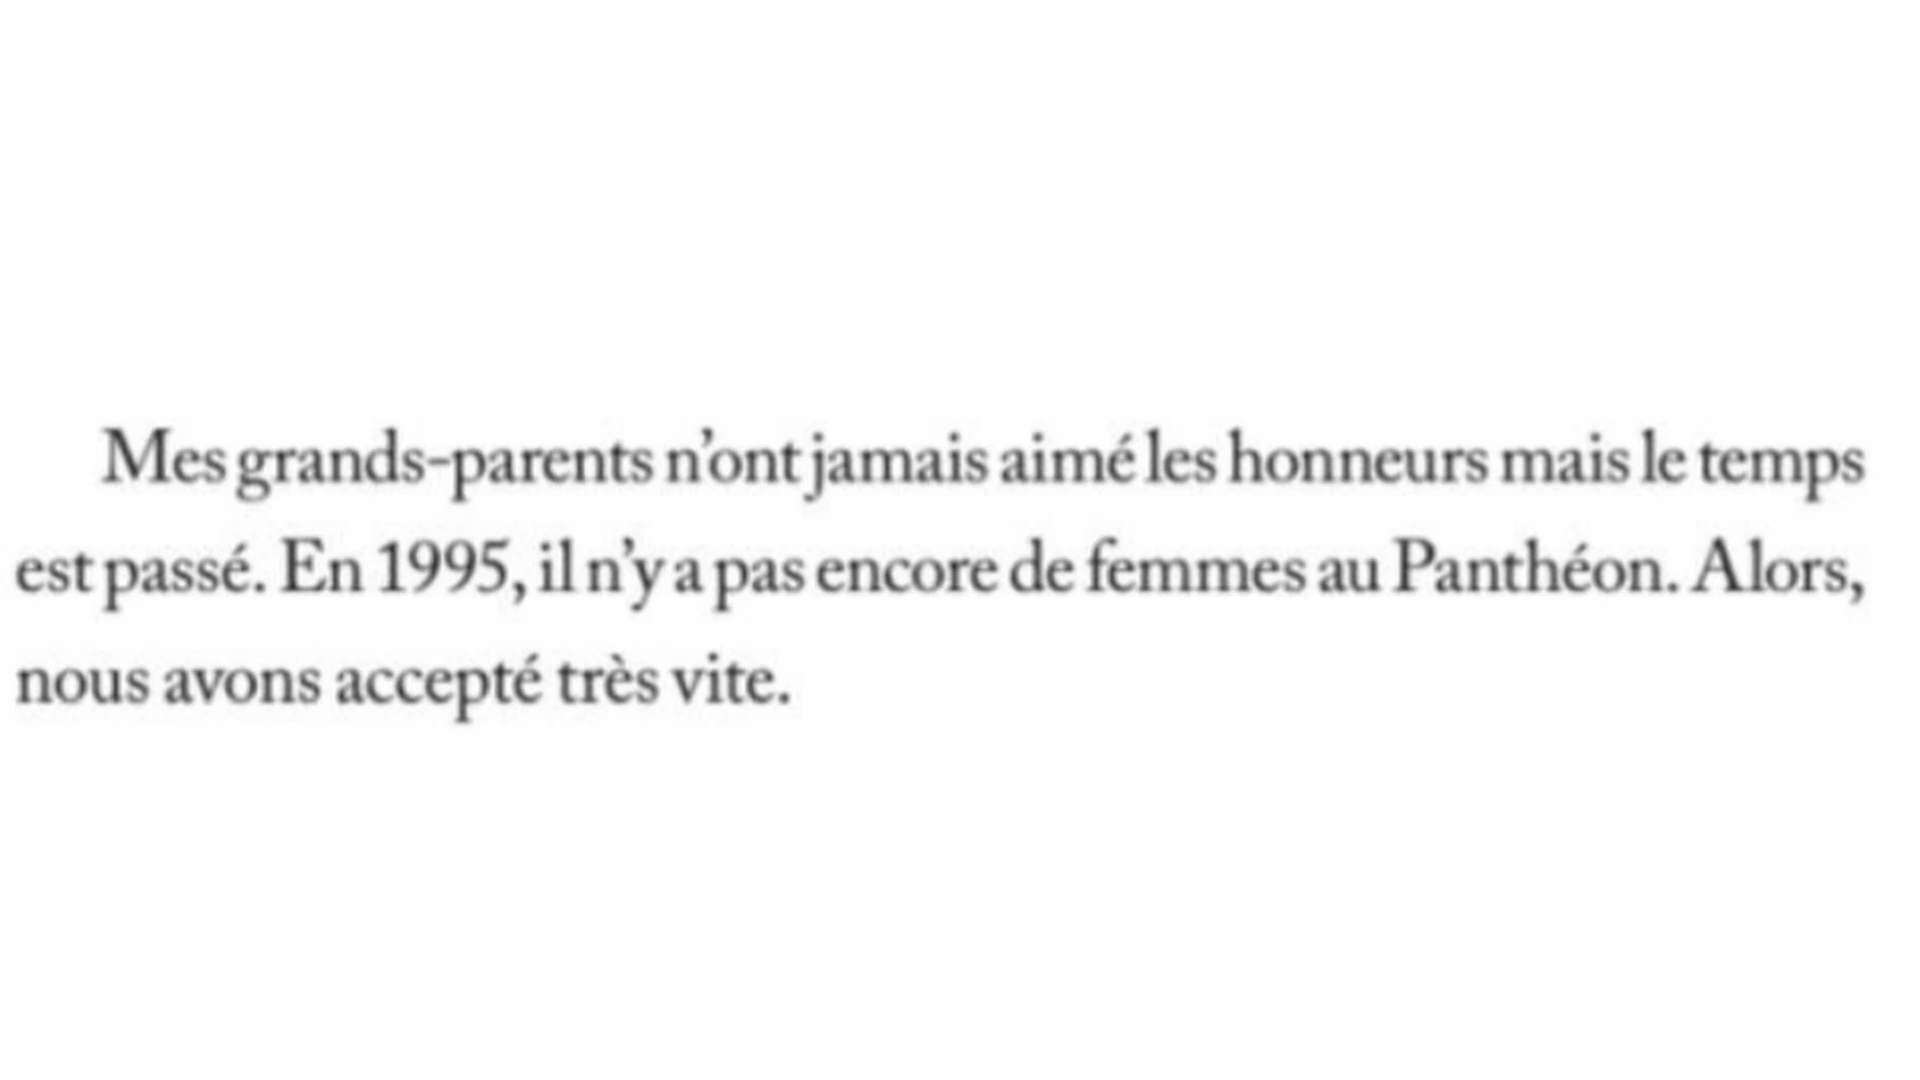 Mes grands-parents n’ont jamais aimé les honneurs mais le temps
est passé. En 1995, il n’y a pas encore de femmes au Panthéon. Alors,
nous avons accepté très vite.